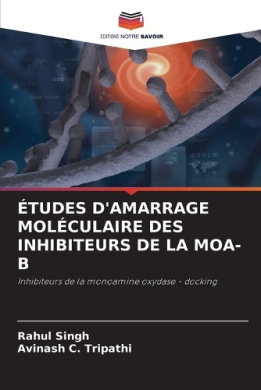 EDITIONS NOTRE SAVOIR
ÉTUDES D'AMARRAGE
MOLÉCULAIRE DES
INHIBITEURS DE LA MOA-
B
Inhibiteurs de la monoamine oxydase - docking
Rahul Singh
Avinash C. Tripathi